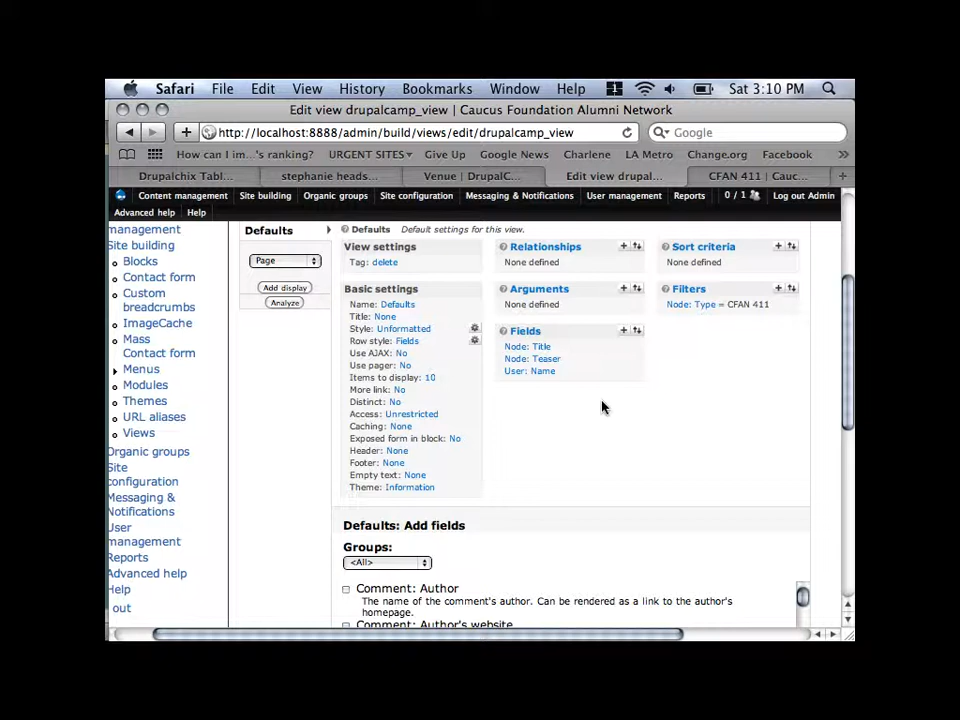 Safari File Edit View History Bookmarks Window Help 1 Sat 3:10 PM
Edit view drupalcamp_view | Caucus Foundation Alumni Network
http://localhost:8888/admin/build/views/edit/drupalcamp_view Google
How can I im...'s ranking? URGENT SITES Give Up Google News Charlene LA Metro Change.org Facebook
Drupalchix Tabl... stephanie heads... Venue | DrupalC... Edit view drupal... CFAN 411 | Cauc...
Content management Site building Organic groups Site configuration Messaging & Notifications User management Reports 0 / 1 Log out Admin
Advanced help Help
management
Site building
Blocks
Contact form
Custom
breadcrumbs
ImageCache
Mass
Contact form
Menus
Modules
Themes
URL aliases
Views
Organic groups
Site
configuration
Messaging &
Notifications
User
management
Reports
Advanced help
Help
out
Defaults
Page
Add display
Analyze
Defaults Default settings for this view.
View settings
Tag: delete
Basic settings
Name: Defaults
Title: None
Style: Unformatted
Row style: Fields
Use AJAX: No
Use pager: No
Items to display: 10
More link: No
Distinct: No
Access: Unrestricted
Caching: None
Exposed form in block: No
Header: None
Footer: None
Empty text: None
Theme: Information
Relationships
None defined
Arguments
None defined
Fields
Node: Title
Node: Teaser
User: Name
Sort criteria
None defined
Filters
Node: Type = CFAN 411
Defaults: Add fields
Groups:
<All>
Comment: Author
The name of the comment's author. Can be rendered as a link to the author's
homepage.
Comment: Author's website